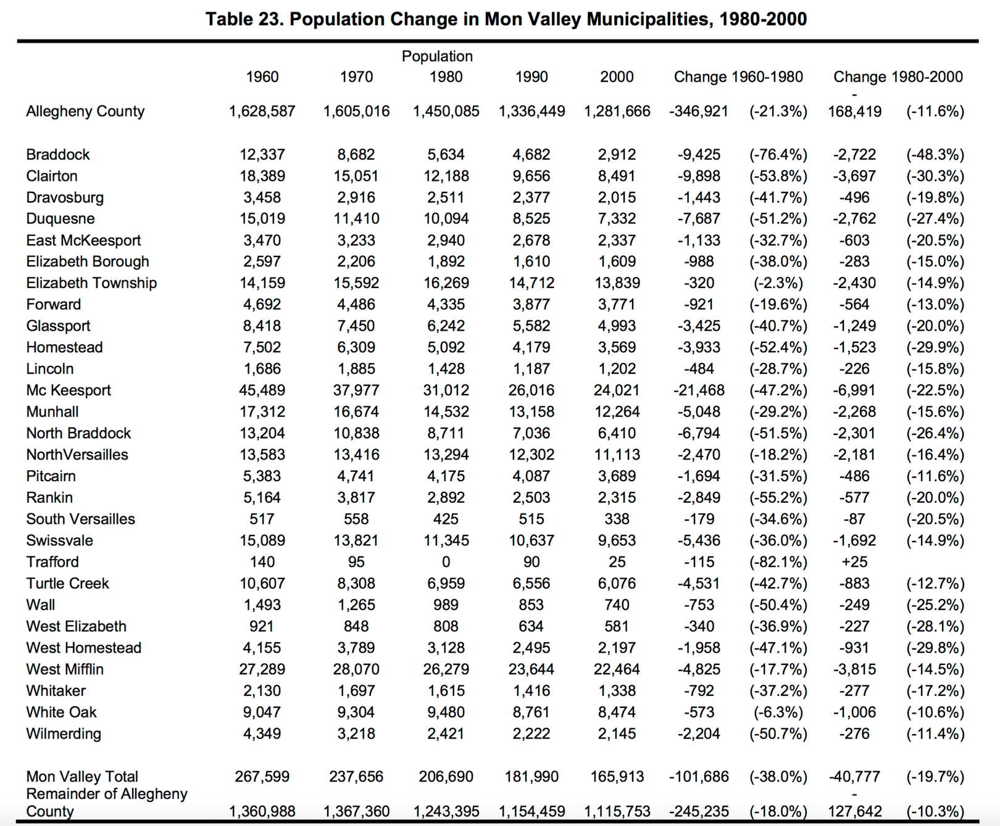 Table 23. Population Change in Mon Valley Municipalities, 1980-2000
Population
1960 1970 1980 1990 2000 Change 1960-1980 Change 1980-2000
-
Allegheny County 1,628,587 1,605,016 1,450,085 1,336,449 1,281,666 -346,921 (-21.3%) 168,419 (-11.6%)
Braddock 12,337 8,682 5,634 4,682 2,912 -9,425 (-76.4%) -2,722 (-48.3%)
Clairton 18,389 15,051 12,188 9,656 8,491 -9,898 (-53.8%) -3,697 (-30.3%)
Dravosburg 3,458 2,916 2,511 2,377 2,015 -1,443 (-41.7%) -496 (-19.8%)
Duquesne 15,019 11,410 10,094 8,525 7,332 -7,687 (-51.2%) -2,762 (-27.4%)
East McKeesport 3,470 3,233 2,940 2,678 2,337 -1,133 (-32.7%) -603 (-20.5%)
Elizabeth Borough 2,597 2,206 1,892 1,610 1,609 -988 (-38.0%) -283 (-15.0%)
Elizabeth Township 14,159 15,592 16,269 14,712 13,839 -320 (-2.3%) -2,430 (-14.9%)
Forward 4,692 4,486 4,335 3,877 3,771 -921 (-19.6%) -564 (-13.0%)
Glassport 8,418 7,450 6,242 5,582 4,993 -3,425 (-40.7%) -1,249 (-20.0%)
Homestead 7,502 6,309 5,092 4,179 3,569 -3,933 (-52.4%) -1,523 (-29.9%)
Lincoln 1,686 1,885 1,428 1,187 1,202 -484 (-28.7%) -226 (-15.8%)
Mc Keesport 45,489 37,977 31,012 26,016 24,021 -21,468 (-47.2%) -6,991 (-22.5%)
Munhall 17,312 16,674 14,532 13,158 12,264 -5,048 (-29.2%) -2,268 (-15.6%)
North Braddock 13,204 10,838 8,711 7,036 6,410 -6,794 (-51.5%) -2,301 (-26.4%)
NorthVersailles 13,583 13,416 13,294 12,302 11,113 -2,470 (-18.2%) -2,181 (-16.4%)
Pitcairn 5,383 4,741 4,175 4,087 3,689 -1,694 (-31.5%) -486 (-11.6%)
Rankin 5,164 3,817 2,892 2,503 2,315 -2,849 (-55.2%) -577 (-20.0%)
South Versailles 517 558 425 515 338 -179 (-34.6%) -87 (-20.5%)
Swissvale 15,089 13,821 11,345 10,637 9,653 -5,436 (-36.0%) -1,692 (-14.9%)
Trafford 140 95 0 90 25 -115 (-82.1%) +25
Turtle Creek 10,607 8,308 6,959 6,556 6,076 -4,531 (-42.7%) -883 (-12.7%)
Wall 1,493 1,265 989 853 740 -753 (-50.4%) -249 (-25.2%)
West Elizabeth 921 848 808 634 581 -340 (-36.9%) -227 (-28.1%)
West Homestead 4,155 3,789 3,128 2,495 2,197 -1,958 (-47.1%) -931 (-29.8%)
West Mifflin 27,289 28,070 26,279 23,644 22,464 -4,825 (-17.7%) -3,815 (-14.5%)
Whitaker 2,130 1,697 1,615 1,416 1,338 -792 (-37.2%) -277 (-17.2%)
White Oak 9,047 9,304 9,480 8,761 8,474 -573 (-6.3%) -1,006 (-10.6%)
Wilmerding 4,349 3,218 2,421 2,222 2,145 -2,204 (-50.7%) -276 (-11.4%)
Mon Valley Total 267,599 237,656 206,690 181,990 165,913 -101,686 (-38.0%) -40,777 (-19.7%)
Remainder of Allegheny -
County 1,360,988 1,367,360 1,243,395 1,154,459 1,115,753 -245,235 (-18.0%) 127,642 (-10.3%)